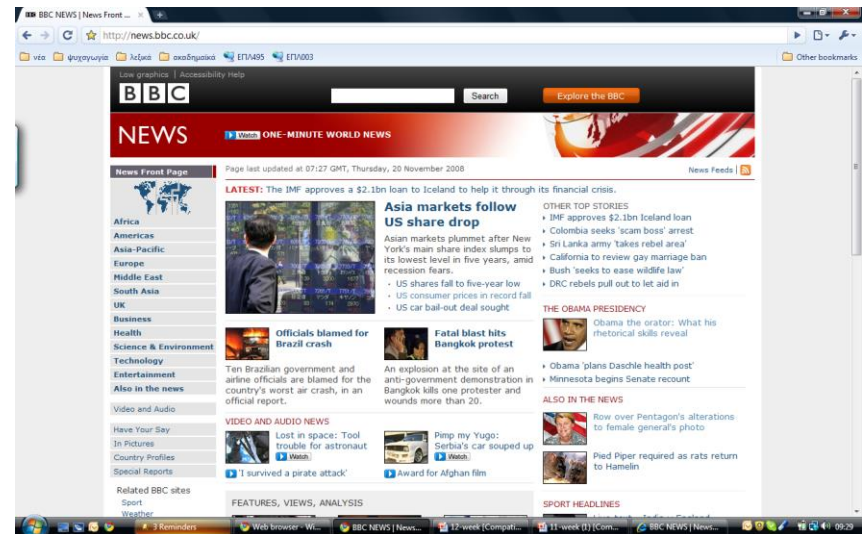 BBC NEWS | News Front ...
http://news.bbc.co.uk/
νέα
ψυχαγωγία
λεξικά
ακαδημαϊκά
ΕΠΛ495
ΕΠΛ003
Other bookmarks
Low graphics | Accessibility Help
BBC
Search
Explore the BBC
NEWS
Watch ONE-MINUTE WORLD NEWS
News Front Page
Africa
Americas
Asia-Pacific
Europe
Middle East
South Asia
UK
Business
Health
Science & Environment
Technology
Entertainment
Also in the news
Video and Audio
Have Your Say
In Pictures
Country Profiles
Special Reports
Related BBC sites
Sport
Weather
Page last updated at 07:27 GMT, Thursday, 20 November 2008
News Feeds
LATEST: The IMF approves a $2.1bn loan to Iceland to help it through its financial crisis.
Asia markets follow
US share drop
Asian markets plummet after New
York's main share index slumps to
its lowest level in five years, amid
recession fears.
US shares fall to five-year low
US consumer prices in record fall
US car bail-out deal sought
Officials blamed for
Brazil crash
Ten Brazilian government and
airline officials are blamed for the
country's worst air crash, in an
official report.
Fatal blast hits
Bangkok protest
An explosion at the site of an
anti-government demonstration in
Bangkok kills one protester and
wounds more than 20.
VIDEO AND AUDIO NEWS
Lost in space: Tool
trouble for astronaut
Watch
Pimp my Yugo:
Serbia's car souped up
Watch
'I survived a pirate attack'
Award for Afghan film
FEATURES, VIEWS, ANALYSIS
OTHER TOP STORIES
IMF approves $2.1bn Iceland loan
Colombia seeks 'scam boss' arrest
Sri Lanka army 'takes rebel area'
California to review gay marriage ban
Bush 'seeks to ease wildlife law'
DRC rebels pull out to let aid in
THE OBAMA PRESIDENCY
Obama the orator: What his
rhetorical skills reveal
Obama 'plans Daschle health post'
Minnesota begins Senate recount
ALSO IN THE NEWS
Row over Pentagon's alterations
to female general's photo
Pied Piper required as rats return
to Hamelin
SPORT HEADLINES
3 Reminders
Web browser - Wi...
BBC NEWS | News...
12-week [Compati...
11-week (1) [Com...
BBC NEWS | News...
09:29